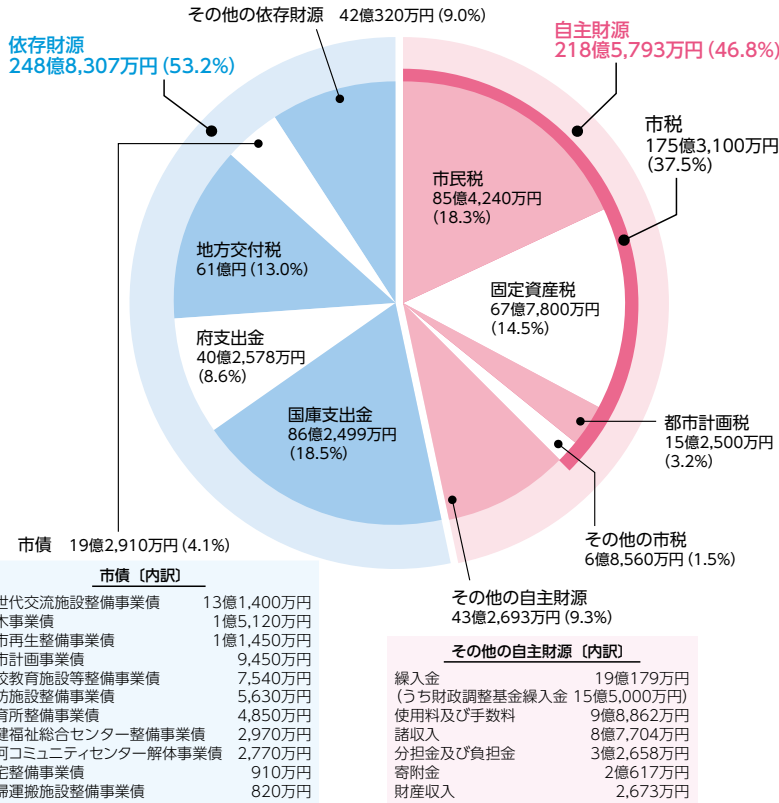 その他の依存財源 42億320万円 (9.0%)
依存財源
248億8,307万円 (53.2%)
自主財源
218億5,793万円 (46.8%)
市税
175億3,100万円
(37.5%)
市民税
85億4,240万円
(18.3%)
地方交付税
61億円 (13.0%)
固定資産税
67億7,800万円
(14.5%)
府支出金
40億2,578万円
(8.6%)
国庫支出金
86億2,499万円
(18.5%)
都市計画税
15億2,500万円
(3.2%)
市債 19億2,910万円 (4.1%)
その他の市税
6億8,560万円 (1.5%)
その他の自主財源
43億2,693万円 (9.3%)
市債〔内訳〕
世代交流施設整備事業債 13億1,400万円
木事業債 1億5,120万円
市再生整備事業債 1億1,450万円
市計画事業債 9,450万円
校教育施設等整備事業債 7,540万円
防施設整備事業債 5,630万円
育所整備事業債 4,850万円
健福祉総合センター整備事業債 2,970万円
コミュニティセンター解体事業債 2,770万円
宅整備事業債 910万円
帰運搬施設整備事業債 820万円
その他の自主財源〔内訳〕
繰入金 19億179万円
(うち財政調整基金繰入金 15億5,000万円)
使用料及び手数料 9億8,862万円
諸収入 8億7,704万円
分担金及び負担金 3億2,658万円
寄附金 2億617万円
財産収入 2,673万円